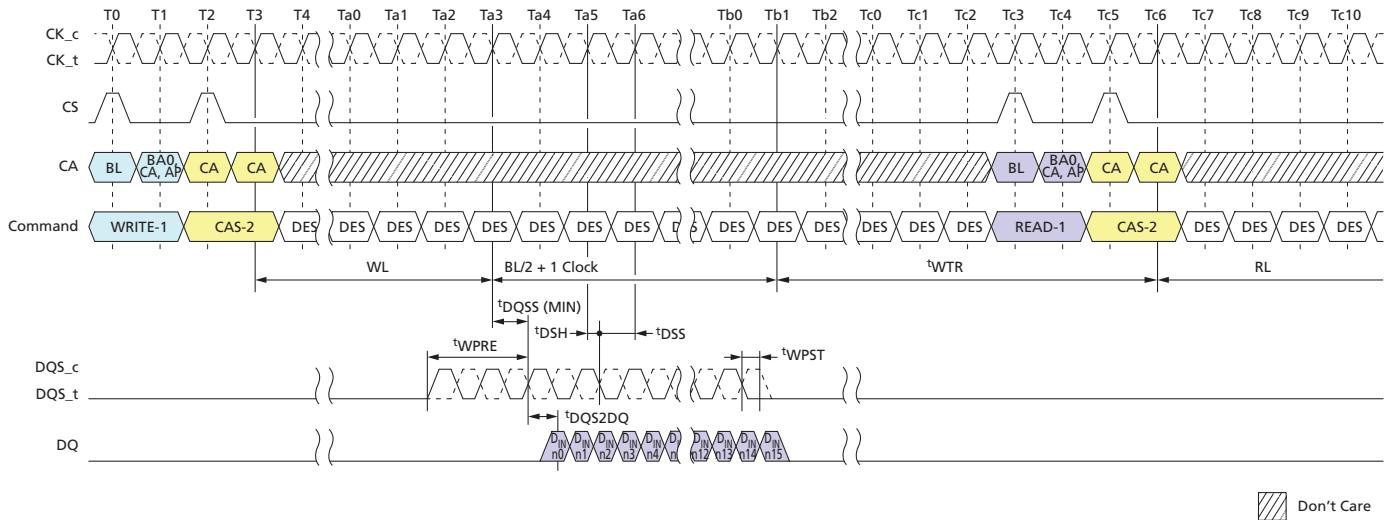 T0 T1 T2 T3 T4 Ta0 Ta1 Ta2 Ta3 Ta4 Ta5 Ta6 Tb0 Tb1 Tb2 Tc0 Tc1 Tc2 Tc3 Tc4 Tc5 Tc6 Tc7 Tc8 Tc9 Tc10
CK_c
CK_t
CS
CA BL BA0, CA, AP CA CA BL BA0, CA, AP CA CA
Command WRITE-1 CAS-2 DES DES DES DES DES DES DES DES DES DES DES DES DES DES READ-1 CAS-2 DES DES DES DES
WL BL/2 + 1 Clock tWTR RL
tDQSS (MIN)
tDSH tDSS
tWPRE tWPST
DQS_c
DQS_t
tDQS2DQ
DQ DIN n0 DIN n1 DIN n2 DIN n3 DIN n4 DIN n12 DIN n13 DIN n14 DIN n15
Don't Care